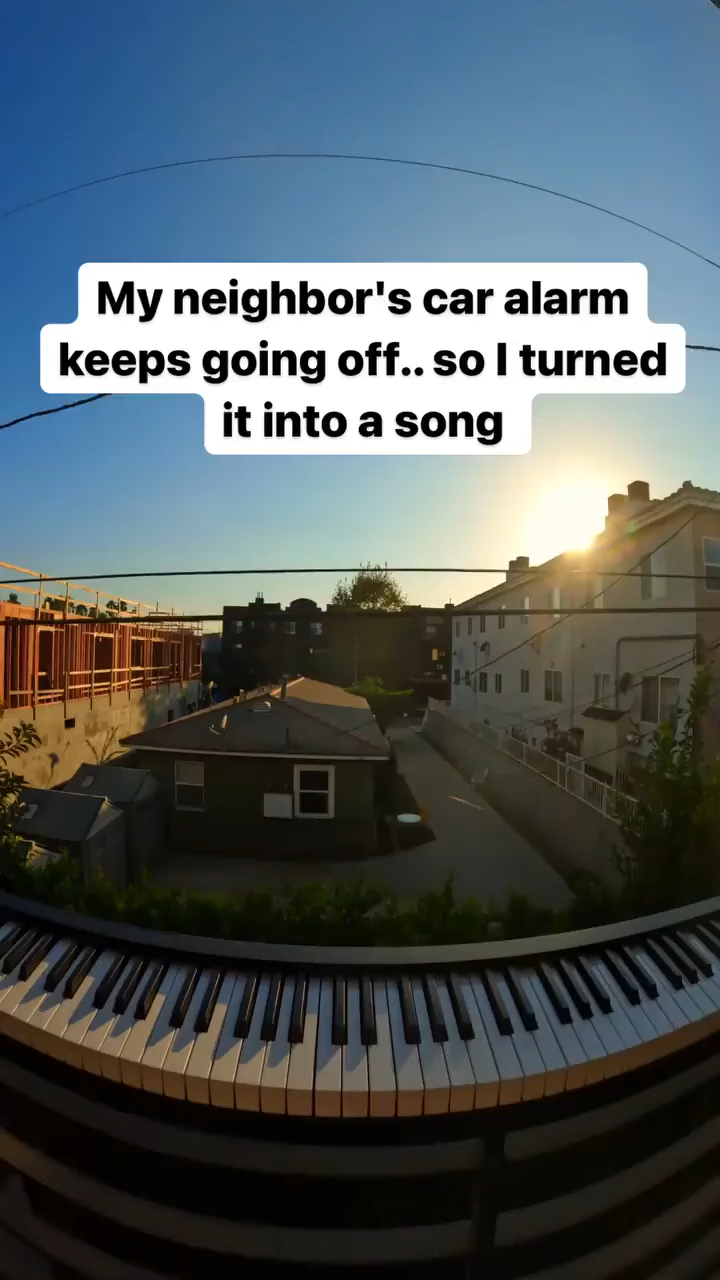 My neighbor's car alarm
keeps going off.. so I turned
it into a song